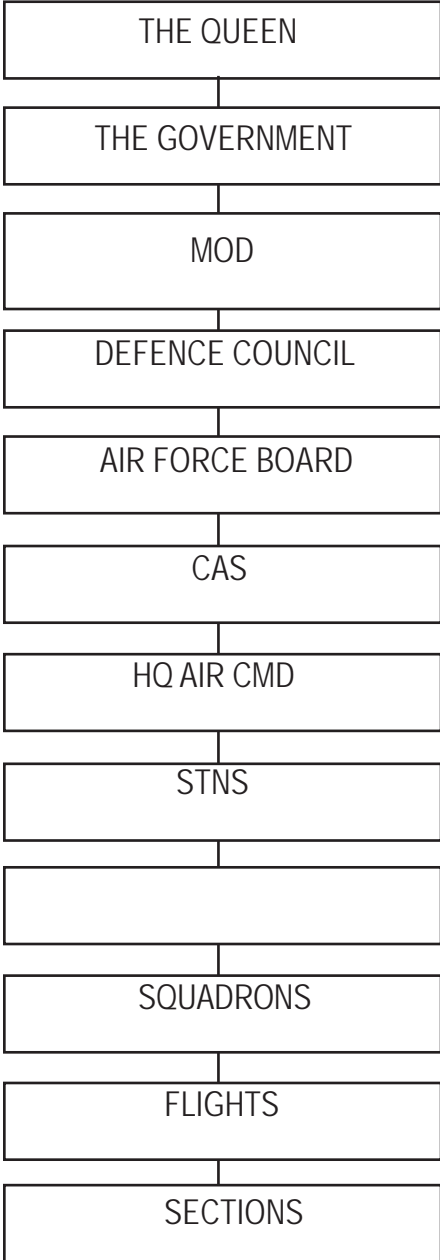 THE QUEEN
THE GOVERNMENT
MOD
DEFENCE COUNCIL
AIR FORCE BOARD
CAS
HQ AIR CMD
STNS
SQUADRONS
FLIGHTS
SECTIONS